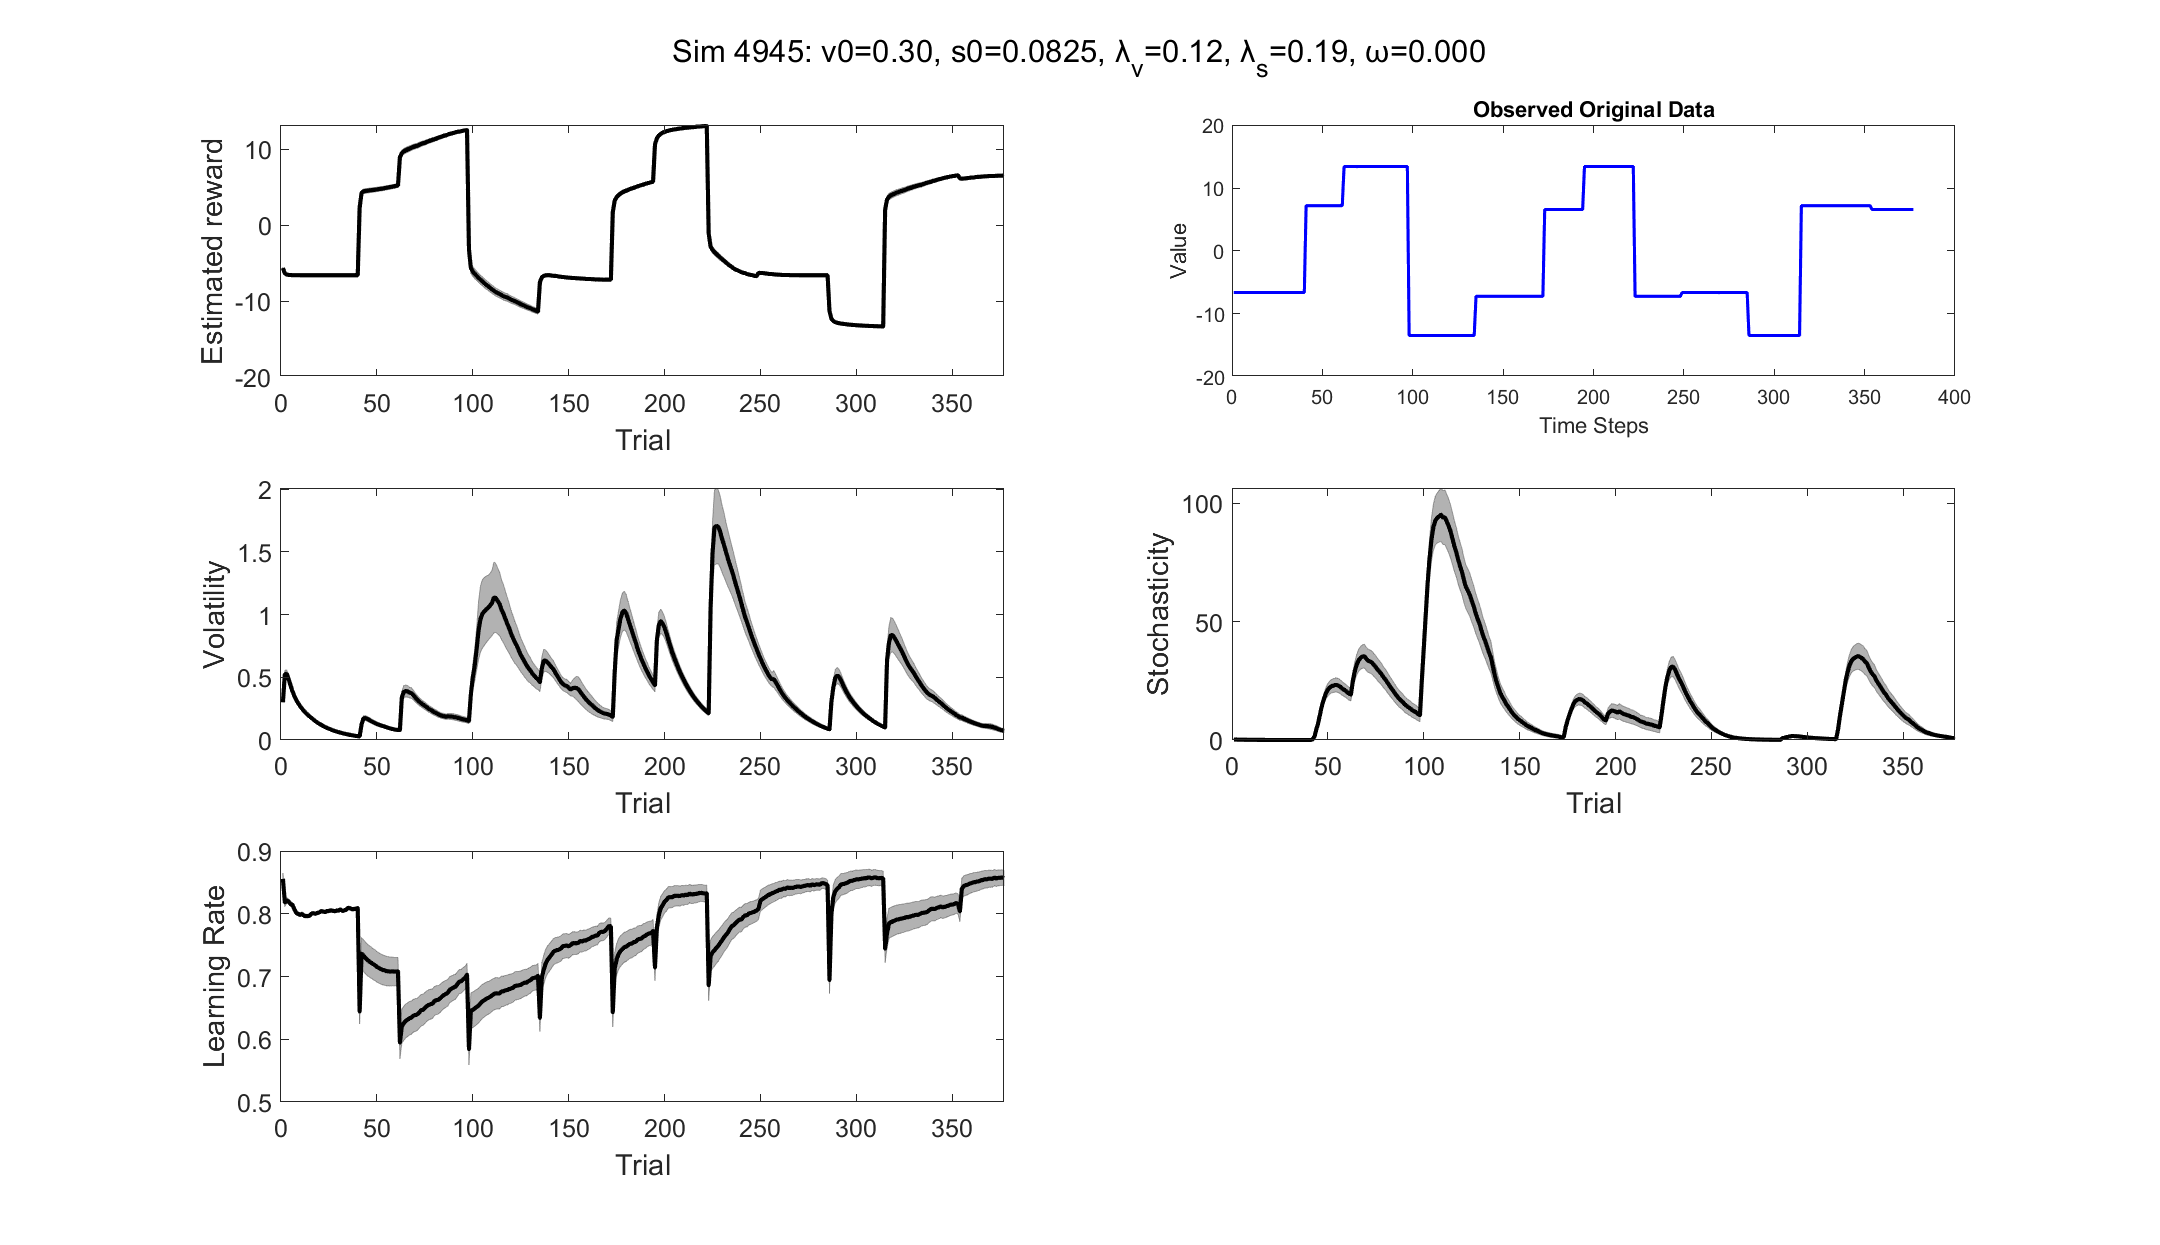 Sim 4945: v0=0.30, s0=0.0825, λv=0.12, λs=0.19, ω=0.000
Estimated reward
10
0
-10
-20
0 50 100 150 200 250 300 350
Trial
Observed Original Data
Value
20
10
0
-10
-20
0 50 100 150 200 250 300 350 400
Time Steps
Volatility
2
1.5
1
0.5
0
0 50 100 150 200 250 300 350
Trial
Stochasticity
100
50
0
0 50 100 150 200 250 300 350
Trial
Learning Rate
0.9
0.8
0.7
0.6
0.5
0 50 100 150 200 250 300 350
Trial